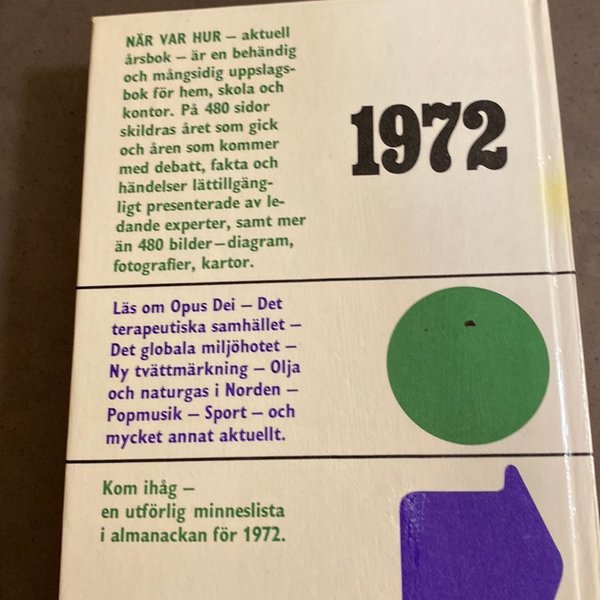 NÄR VAR HUR – aktuell
årsbok – är en behändig
och mångsidig uppslags-
bok för hem, skola och
kontor. På 480 sidor
skildras året som gick
och åren som kommer
med debatt, fakta och
händelser lättillgäng-
ligt presenterade av le-
dande experter, samt mer
än 480 bilder – diagram,
fotografier, kartor.
1972
Läs om Opus Dei – Det
terapeutiska samhället –
Det globala miljöhotet –
Ny tvättmärkning – Olja
och naturgas i Norden –
Popmusik – Sport – och
mycket annat aktuellt.
Kom ihåg –
en utförlig minneslista
i almanackan för 1972.